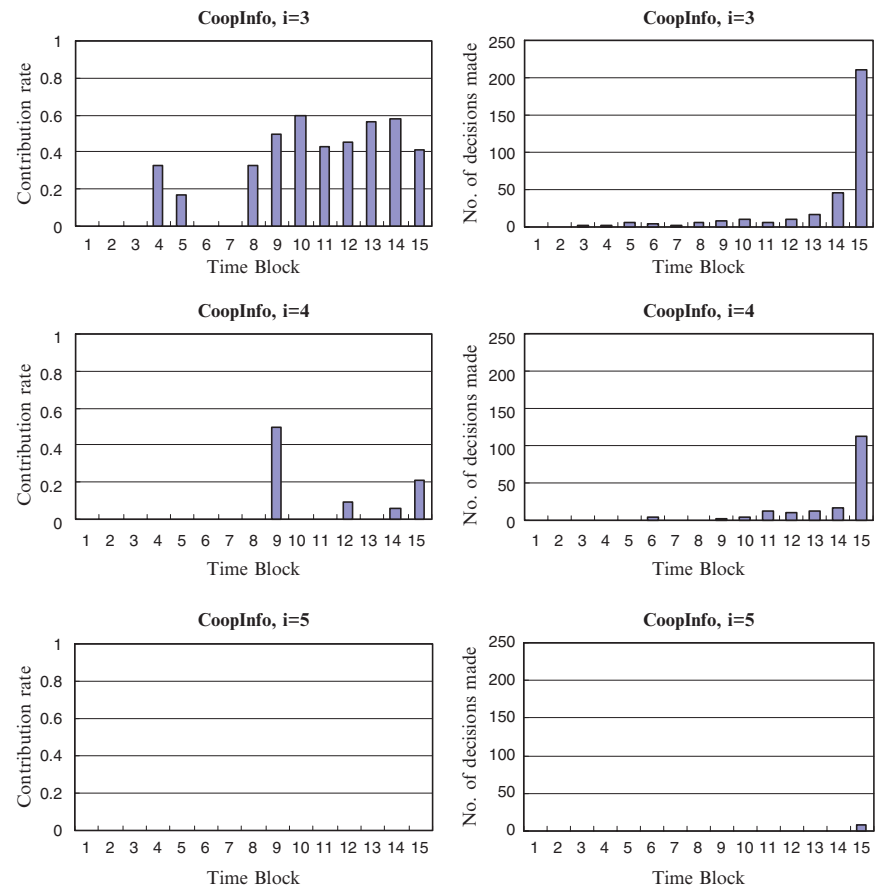 CoopInfo, i=3
Contribution rate
1
0.8
0.6
0.4
0.2
0
1 2 3 4 5 6 7 8 9 10 11 12 13 14 15
Time Block
CoopInfo, i=3
No. of decisions made
250
200
150
100
50
0
1 2 3 4 5 6 7 8 9 10 11 12 13 14 15
Time Block
CoopInfo, i=4
Contribution rate
1
0.8
0.6
0.4
0.2
0
1 2 3 4 5 6 7 8 9 10 11 12 13 14 15
Time Block
CoopInfo, i=4
No. of decisions made
250
200
150
100
50
0
1 2 3 4 5 6 7 8 9 10 11 12 13 14 15
Time Block
CoopInfo, i=5
Contribution rate
1
0.8
0.6
0.4
0.2
0
1 2 3 4 5 6 7 8 9 10 11 12 13 14 15
Time Block
CoopInfo, i=5
No. of decisions made
250
200
150
100
50
0
1 2 3 4 5 6 7 8 9 10 11 12 13 14 15
Time Block